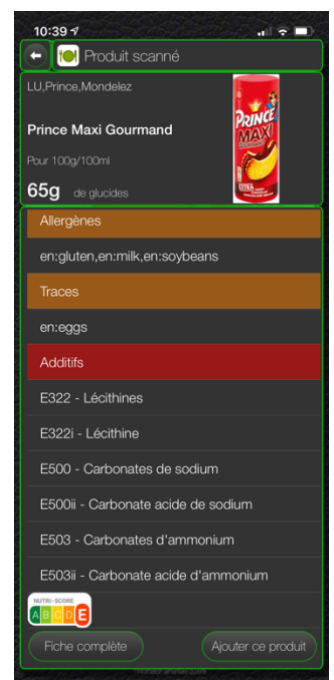 10:39
Produit scanné
LU,Prince,Mondelez
Prince Maxi Gourmand
Pour 100g/100ml
65g de glucides
PRINCE
MAXI
Allergènes
en:gluten,en:milk,en:soybeans
Traces
en:eggs
Additifs
E322 - Lécithines
E322i - Lécithine
E500 - Carbonates de sodium
E500ii - Carbonate acide de sodium
E503 - Carbonates d'ammonium
E503ii - Carbonate acide d'ammonium
NUTRI-SCORE
A B C D E
Fiche complète
Ajouter ce produit